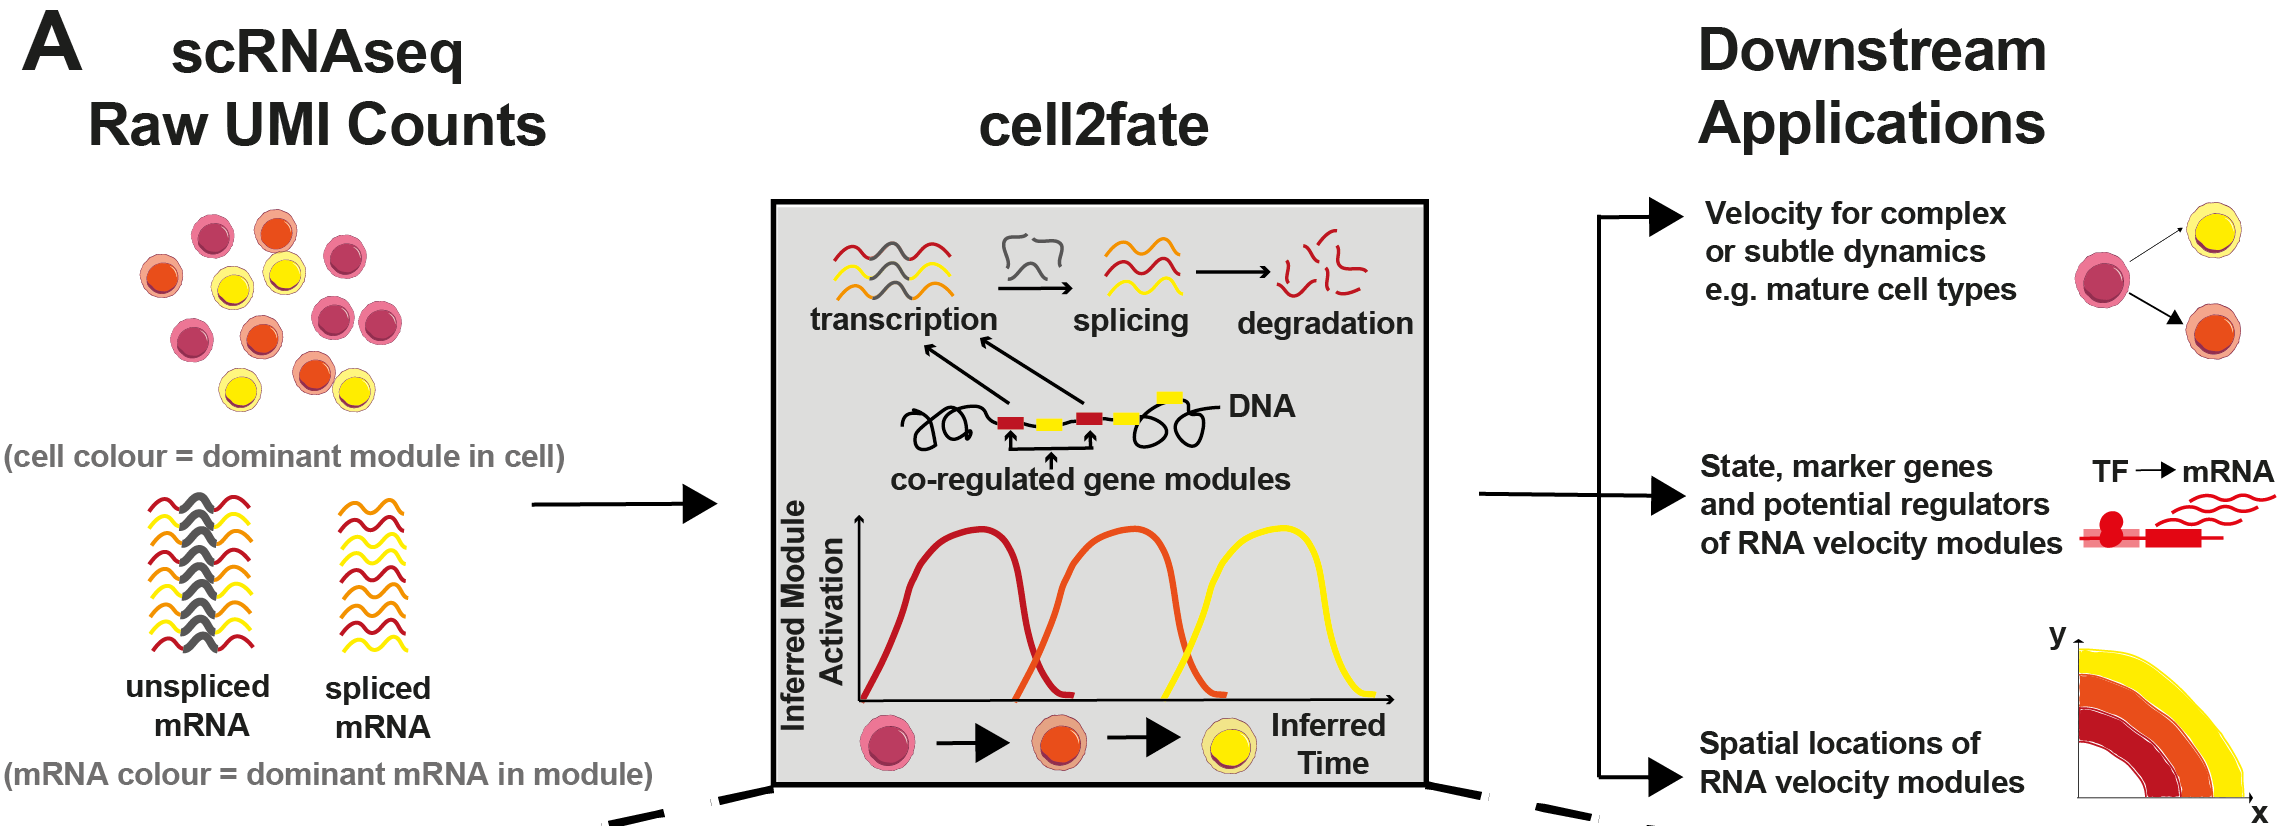 A
scRNAseq
Raw UMI Counts
(cell colour = dominant module in cell)
unspliced
mRNA
spliced
mRNA
(mRNA colour = dominant mRNA in module)
cell2fate
transcription
splicing
degradation
DNA
co-regulated gene modules
Inferred Module
Activation
Inferred
Time
Downstream
Applications
Velocity for complex
or subtle dynamics
e.g. mature cell types
State, marker genes
and potential regulators
of RNA velocity modules
TF
mRNA
Spatial locations of
RNA velocity modules
y
x